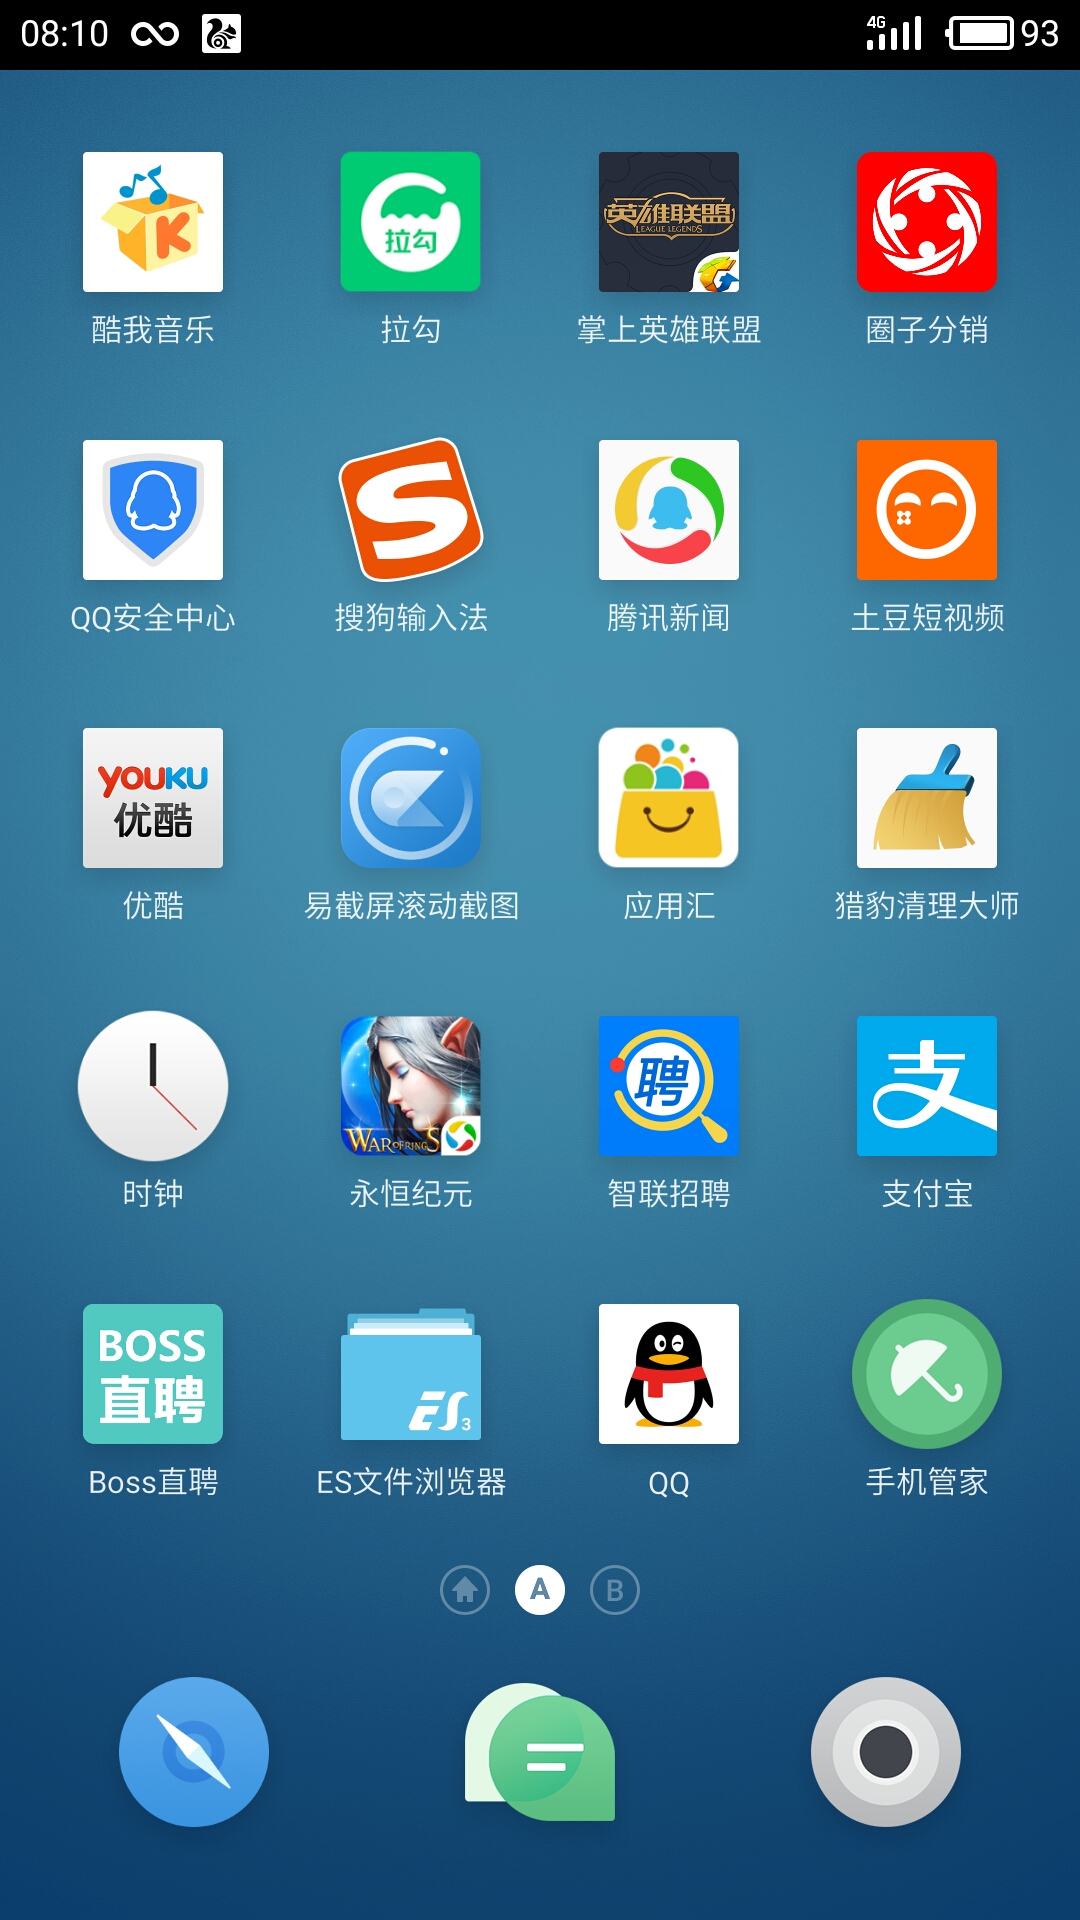 08:10
4G
93
K
拉勾
英雄联盟
LEAGUE LEGENDS
酷我音乐
拉勾
掌上英雄联盟
圈子分销
S
QQ安全中心
搜狗输入法
腾讯新闻
土豆短视频
YOUKU
优酷
优酷
易截屏滚动截图
应用汇
猎豹清理大师
WAR OF RINGS
聘
支
时钟
永恒纪元
智联招聘
支付宝
BOSS
直聘
ES3
Boss直聘
ES文件浏览器
QQ
手机管家
A
B